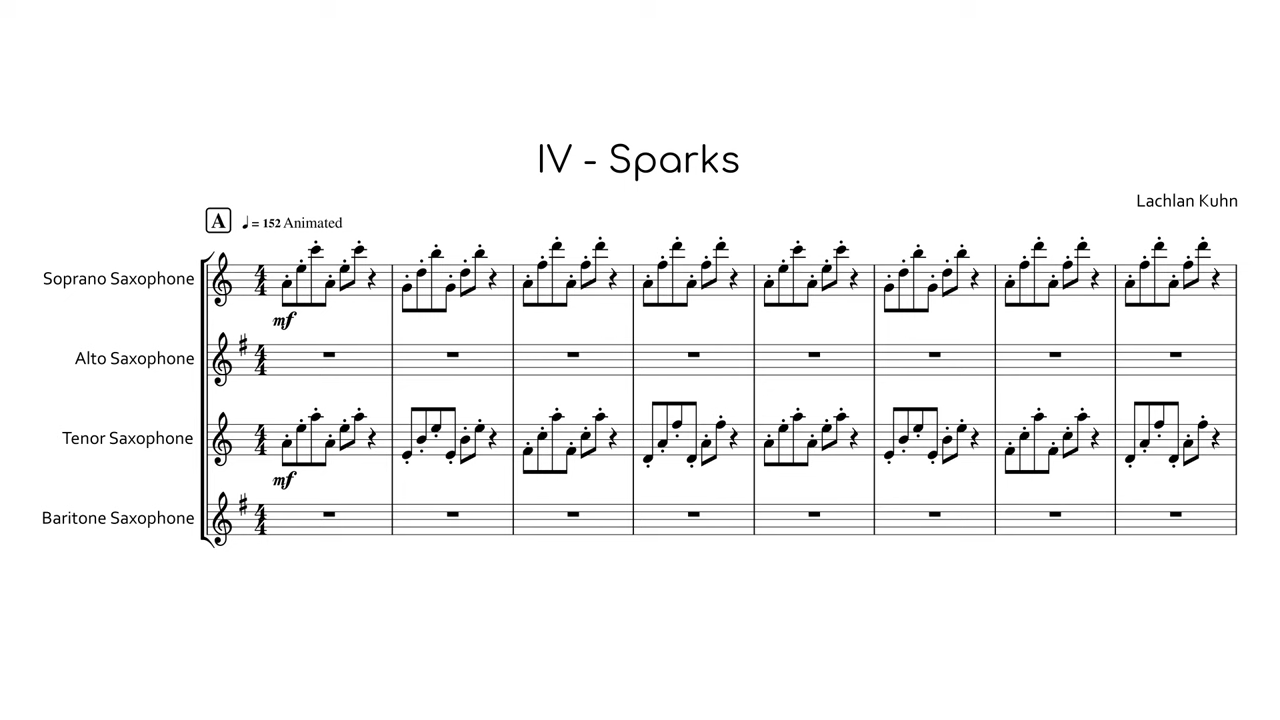 IV - Sparks
Lachlan Kuhn
A ♩ = 152 Animated
Soprano Saxophone
mf
Alto Saxophone
Tenor Saxophone
mf
Baritone Saxophone